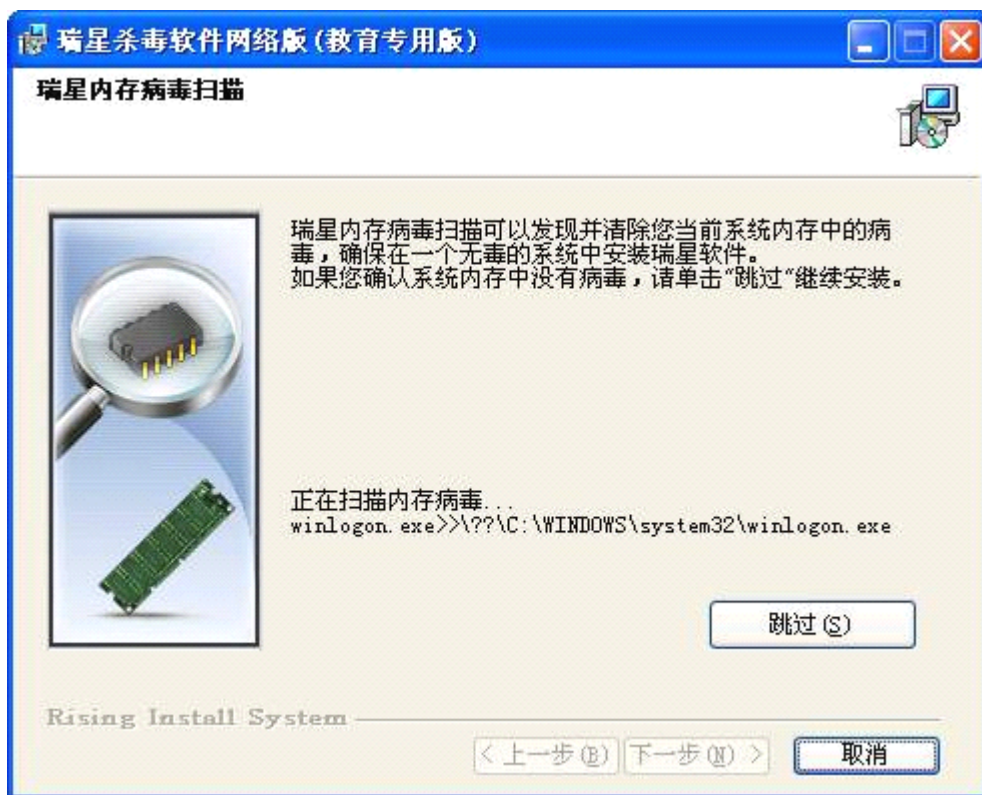 瑞星杀毒软件网络版(教育专用版)
瑞星内存病毒扫描
瑞星内存病毒扫描可以发现并清除您当前系统内存中的病
毒，确保在一个无毒的系统中安装瑞星软件。
如果您确认系统内存中没有病毒，请单击“跳过“继续安装。
正在扫描内存病毒...
winlogon.exe>>\??\C:\WINDOWS\system32\winlogon.exe
跳过(S)
Rising Install System
< 上一步(B) 下一步(N) > 取消